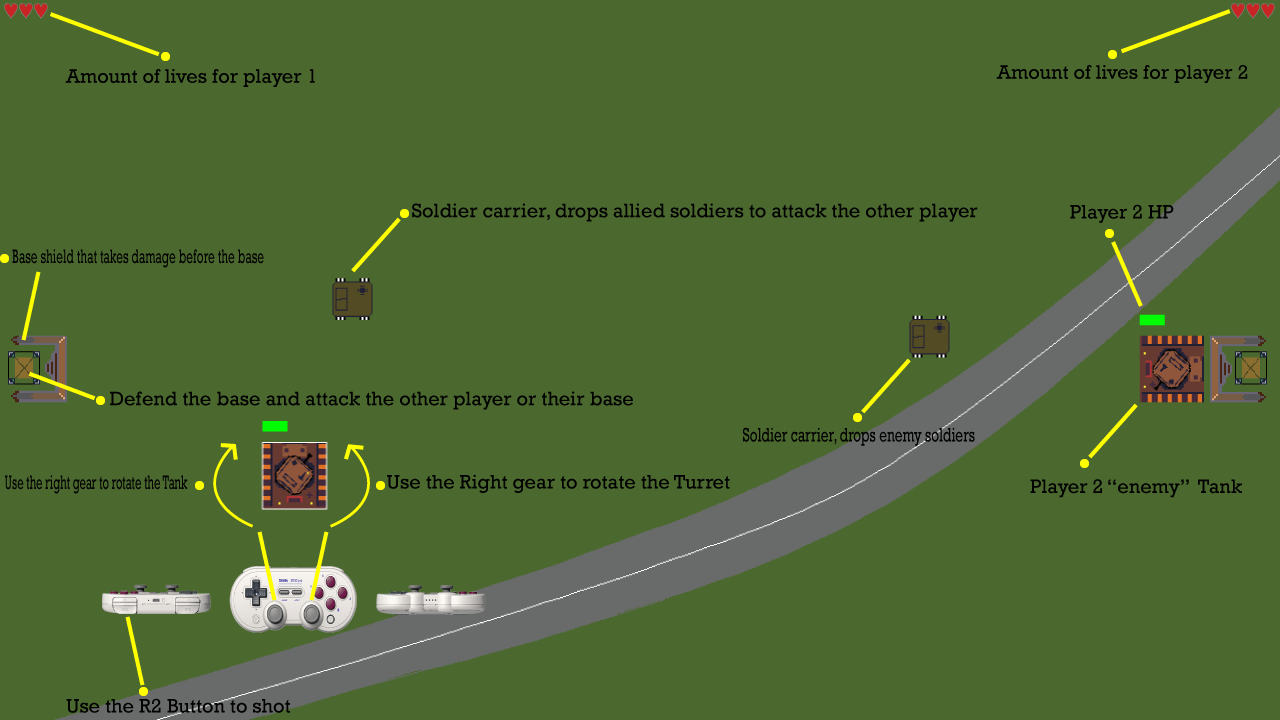 Amount of lives for player 1
Amount of lives for player 2
Soldier carrier, drops allied soldiers to attack the other player
Player 2 HP
Base shield that takes damage before the base
Defend the base and attack the other player or their base
Soldier carrier, drops enemy soldiers
Use the right gear to rotate the Tank
Use the Right gear to rotate the Turret
Player 2 “enemy” Tank
Use the R2 Button to shot